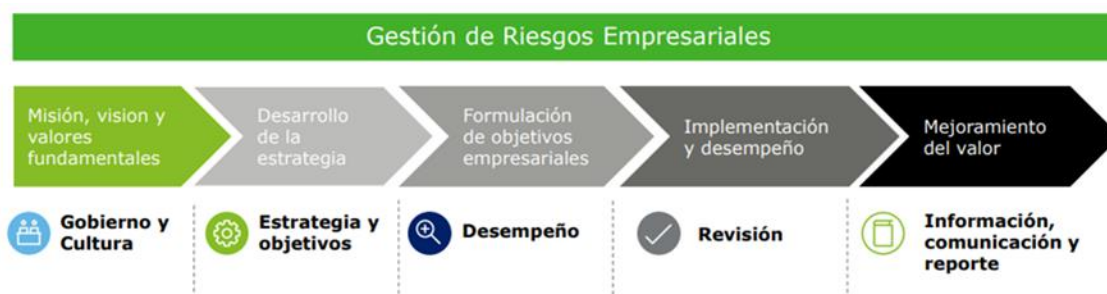 Gestión de Riesgos Empresariales
Misión, vision y
valores
fundamentales
Desarrollo
de la
estrategia
Formulación
de objetivos
empresariales
Implementación
y desempeño
Mejoramiento
del valor
Gobierno y
Cultura
Estrategia y
objetivos
Desempeño
Revisión
Información,
comunicación y
reporte